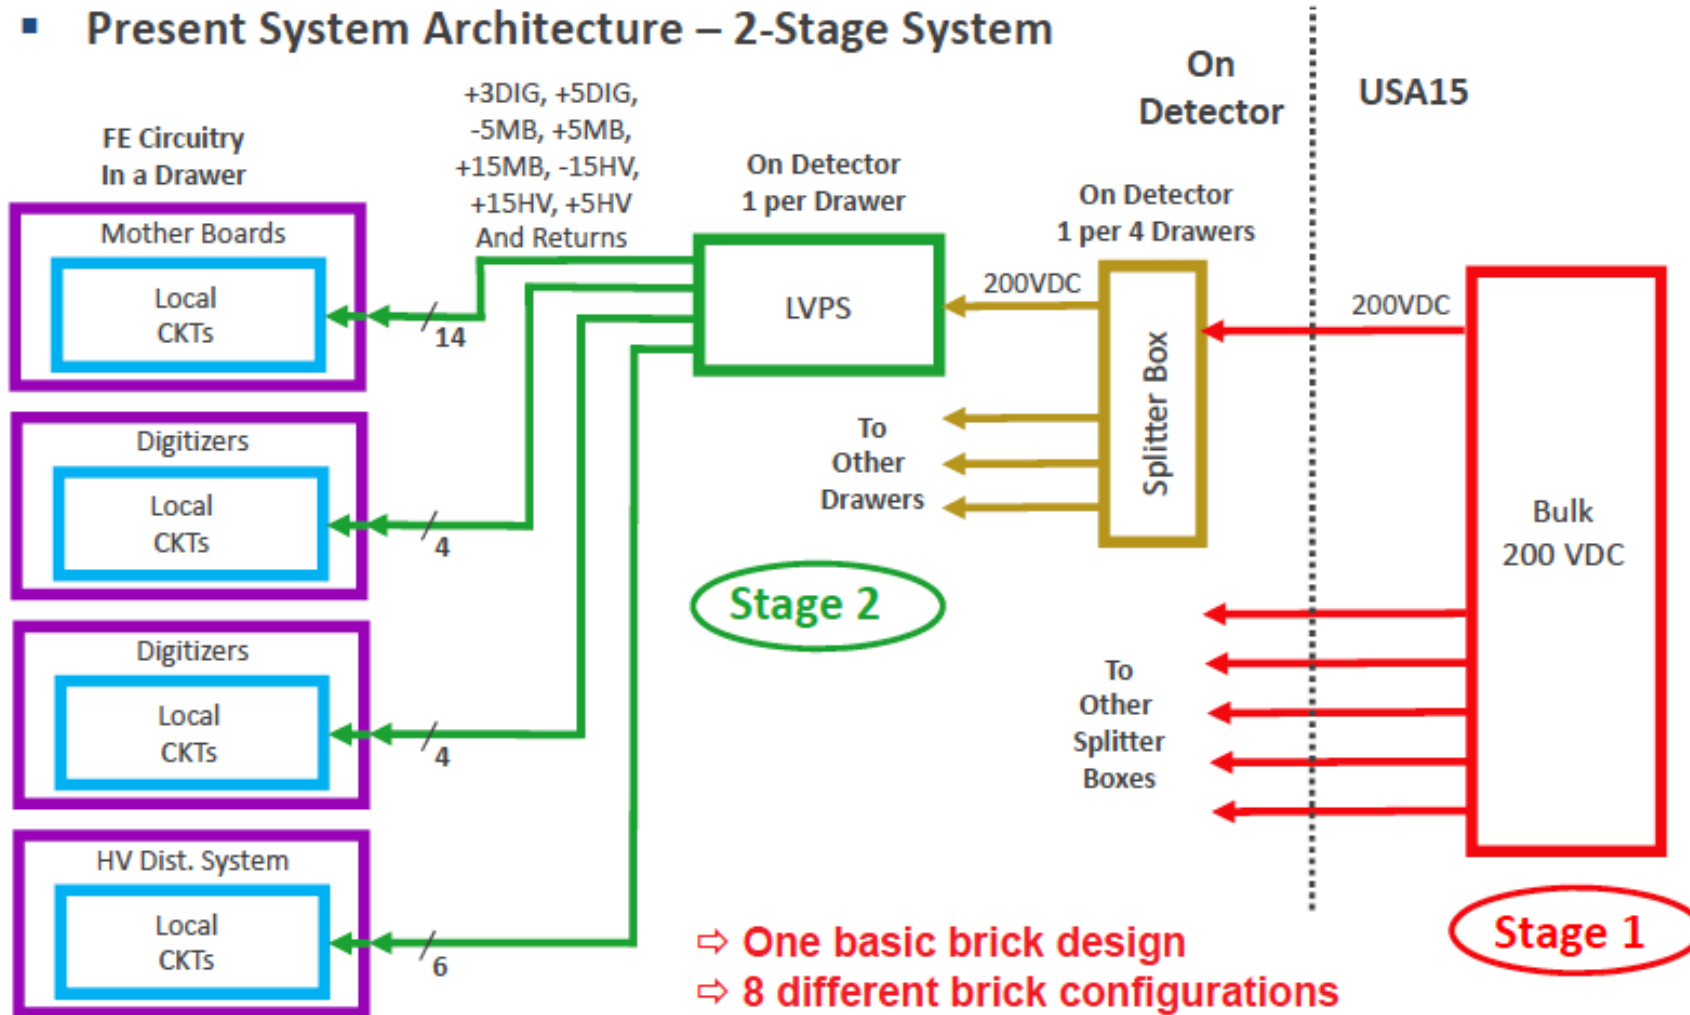 ▪ Present System Architecture – 2-Stage System
On
Detector
USA15
+3DIG, +5DIG,
-5MB, +5MB,
+15MB, -15HV,
+15HV, +5HV
And Returns
FE Circuitry
In a Drawer
On Detector
1 per Drawer
On Detector
1 per 4 Drawers
Mother Boards
Local
CKTs
14
LVPS
200VDC
Splitter Box
200VDC
Bulk
200 VDC
To
Other
Drawers
Digitizers
Local
CKTs
4
Stage 2
Digitizers
Local
CKTs
4
To
Other
Splitter
Boxes
HV Dist. System
Local
CKTs
6
Stage 1
⇨ One basic brick design
⇨ 8 different brick configurations